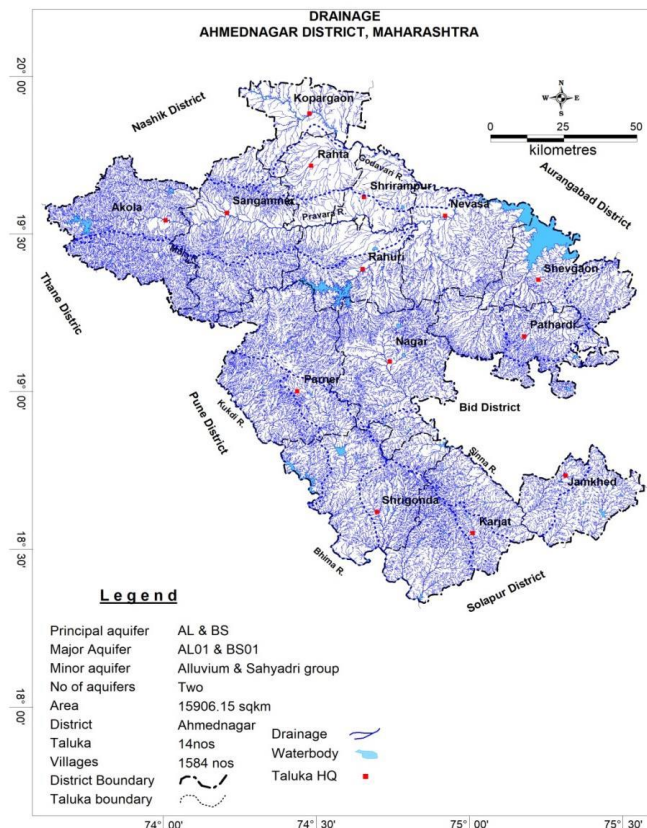 DRAINAGE
AHMEDNAGAR DISTRICT, MAHARASHTRA
20° 00'
N
W E
S
0 25 50
kilometres
Nashik District
Kopargaon
Aurangabad District
Rahta
Godavari R.
Shrirampur
Akola
Sangamner
Pravara R.
Nevasa
19° 30'
Rahuri
Shevgaon
Thane Distric
Pathardi
Nagar
19° 00'
Parner
Bid District
Pune District
Kukdi R.
Sinna R.
Jamkhed
Shrigonda
Karjat
18° 30'
Bhima R.
Solapur District
Legend
Principal aquifer AL & BS
Major Aquifer AL01 & BS01
Minor aquifer Alluvium & Sahyadri group
No of aquifers Two
Area 15906.15 sqkm
District Ahmednagar
Taluka 14nos
Villages 1584 nos
District Boundary
Taluka boundary
Drainage
Waterbody
Taluka HQ
18° 00'
74° 00' 74° 30' 75° 00' 75° 30'